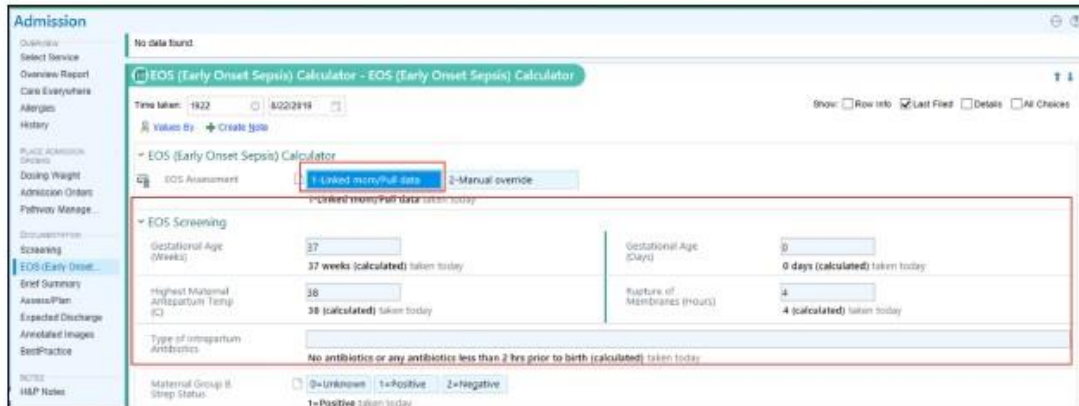 Admission
OVERVIEW
Select Service
Overview Report
Care Everywhere
Allergies
History
PLACE ADMISSION ORDERS
Dosing Weight
Admission Orders
Pathway Manage...
DOCUMENTATION
Screening
EOS (Early Onset...
Brief Summary
Assess/Plan
Expected Discharge
Annotated Images
BestPractice
NOTES
H&P Notes
No data found
EOS (Early Onset Sepsis) Calculator - EOS (Early Onset Sepsis) Calculator
Time taken: 1922 8/22/2019
Show: Row Info Last Filed Details All Choices
Values By Create Note
EOS (Early Onset Sepsis) Calculator
EOS Assessment 1-Linked mom/Pull data 2-Manual override
1-Linked mom/Pull data taken today
EOS Screening
Gestational Age (Weeks) 37
37 weeks (calculated) taken today
Gestational Age (Days) 0
0 days (calculated) taken today
Highest Maternal Antepartum Temp (C) 38
38 (calculated) taken today
Rupture of Membranes (Hours) 4
4 (calculated) taken today
Type of Intrapartum Antibiotics
No antibiotics or any antibiotics less than 2 hrs prior to birth (calculated) taken today
Maternal Group B Strep Status 0=Unknown 1=Positive 2=Negative
1=Positive taken today